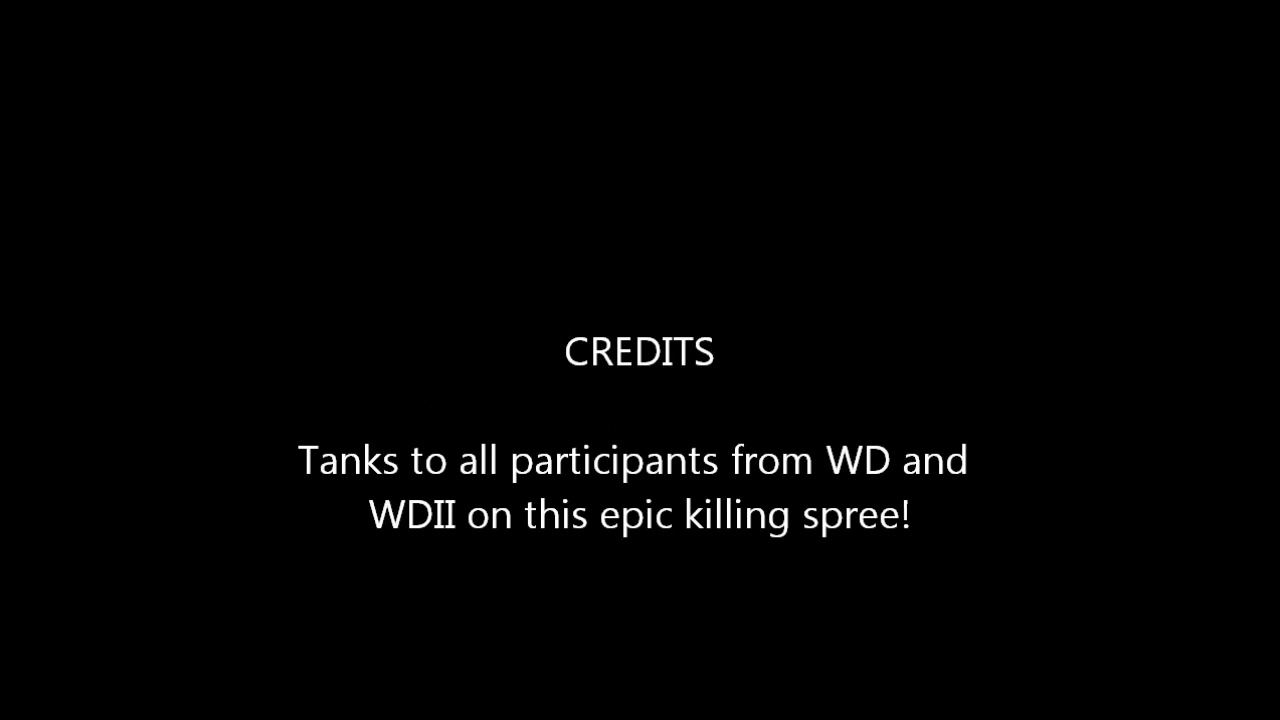 CREDITS
Tanks to all participants from WD and
WDII on this epic killing spree!